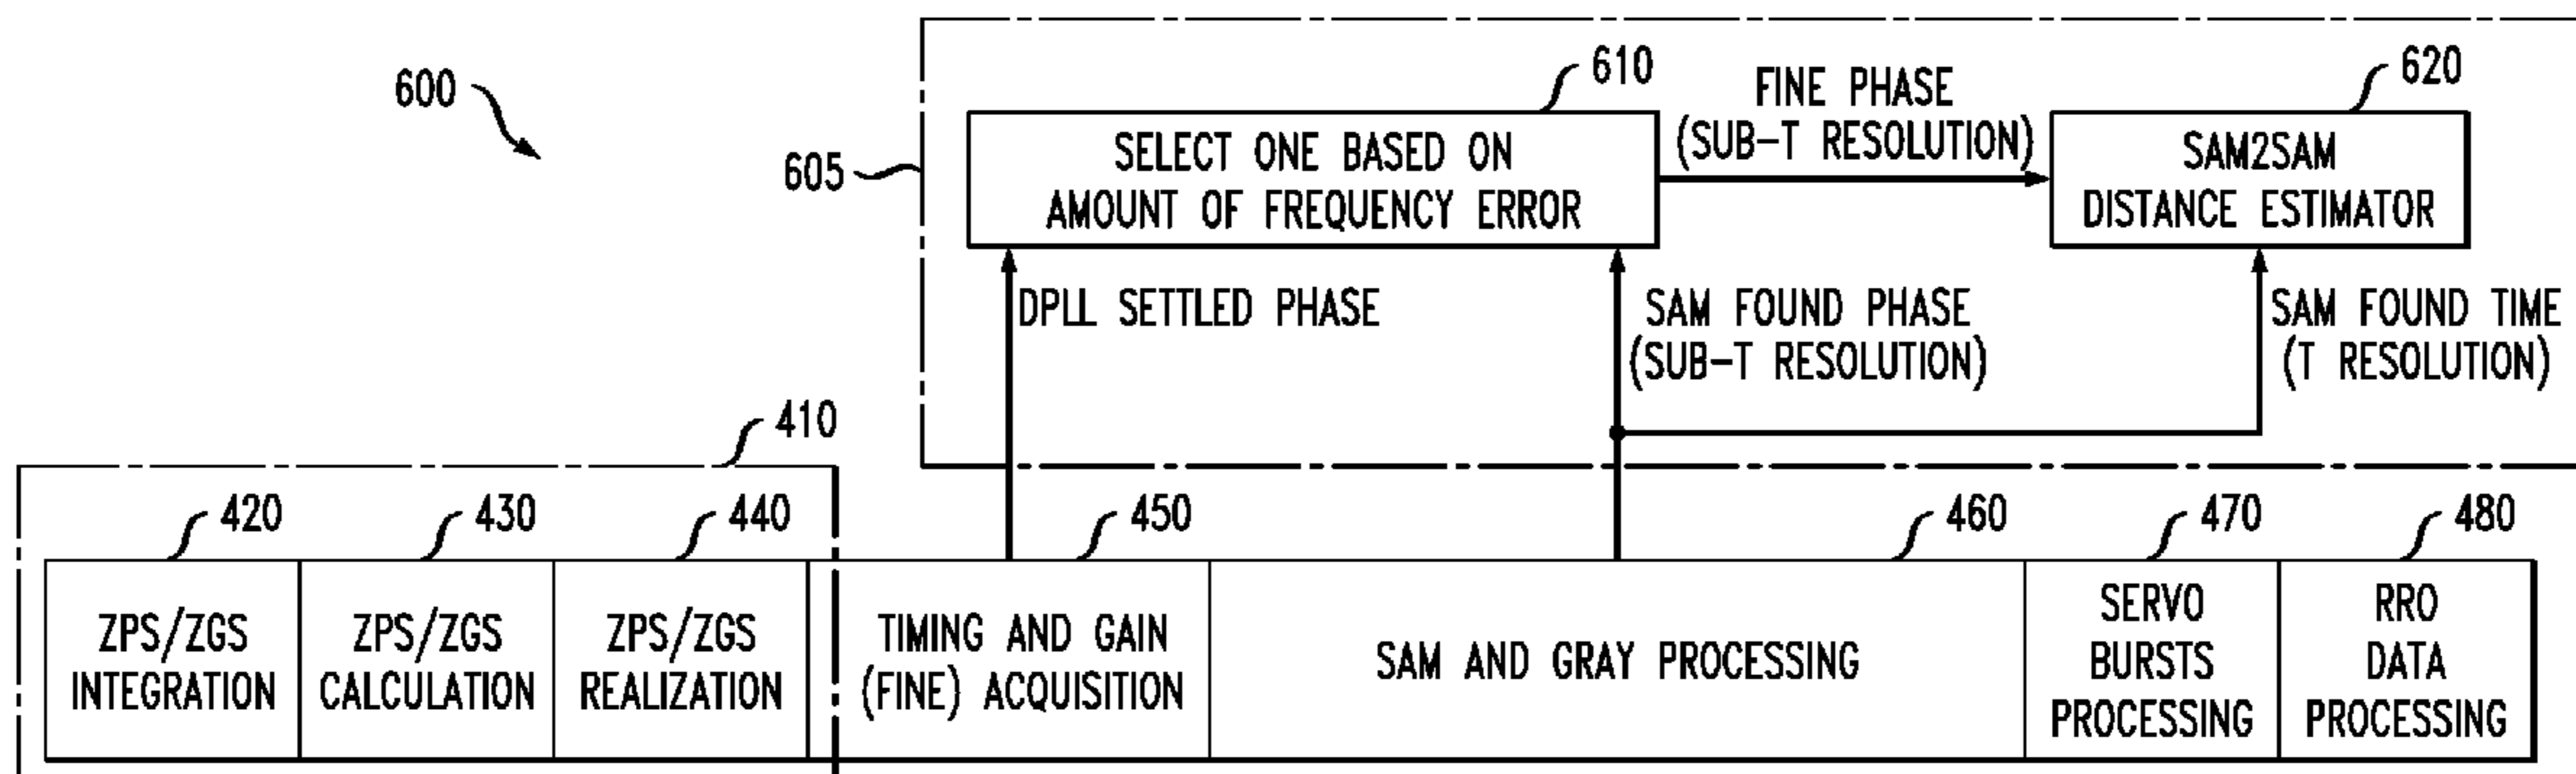 600
605
610
SELECT ONE BASED ON
AMOUNT OF FREQUENCY ERROR
FINE PHASE
(SUB-T RESOLUTION)
620
SAM2SAM
DISTANCE ESTIMATOR
DPLL SETTLED PHASE
SAM FOUND PHASE
(SUB-T RESOLUTION)
SAM FOUND TIME
(T RESOLUTION)
410
420
ZPS/ZGS
INTEGRATION
430
ZPS/ZGS
CALCULATION
440
ZPS/ZGS
REALIZATION
450
TIMING AND GAIN
(FINE) ACQUISITION
460
SAM AND GRAY PROCESSING
470
SERVO
BURSTS
PROCESSING
480
RRO
DATA
PROCESSING